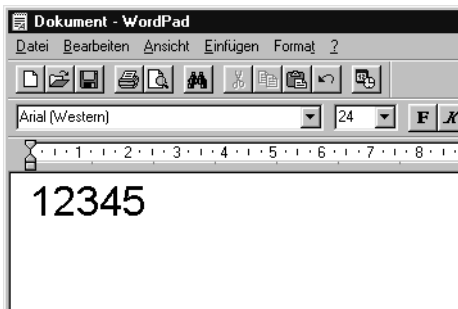 Dokument - WordPad
Datei Bearbeiten Ansicht Einfügen Format ?
Arial (Western) 24 F K
1 2 3 4 5 6 7 8
12345